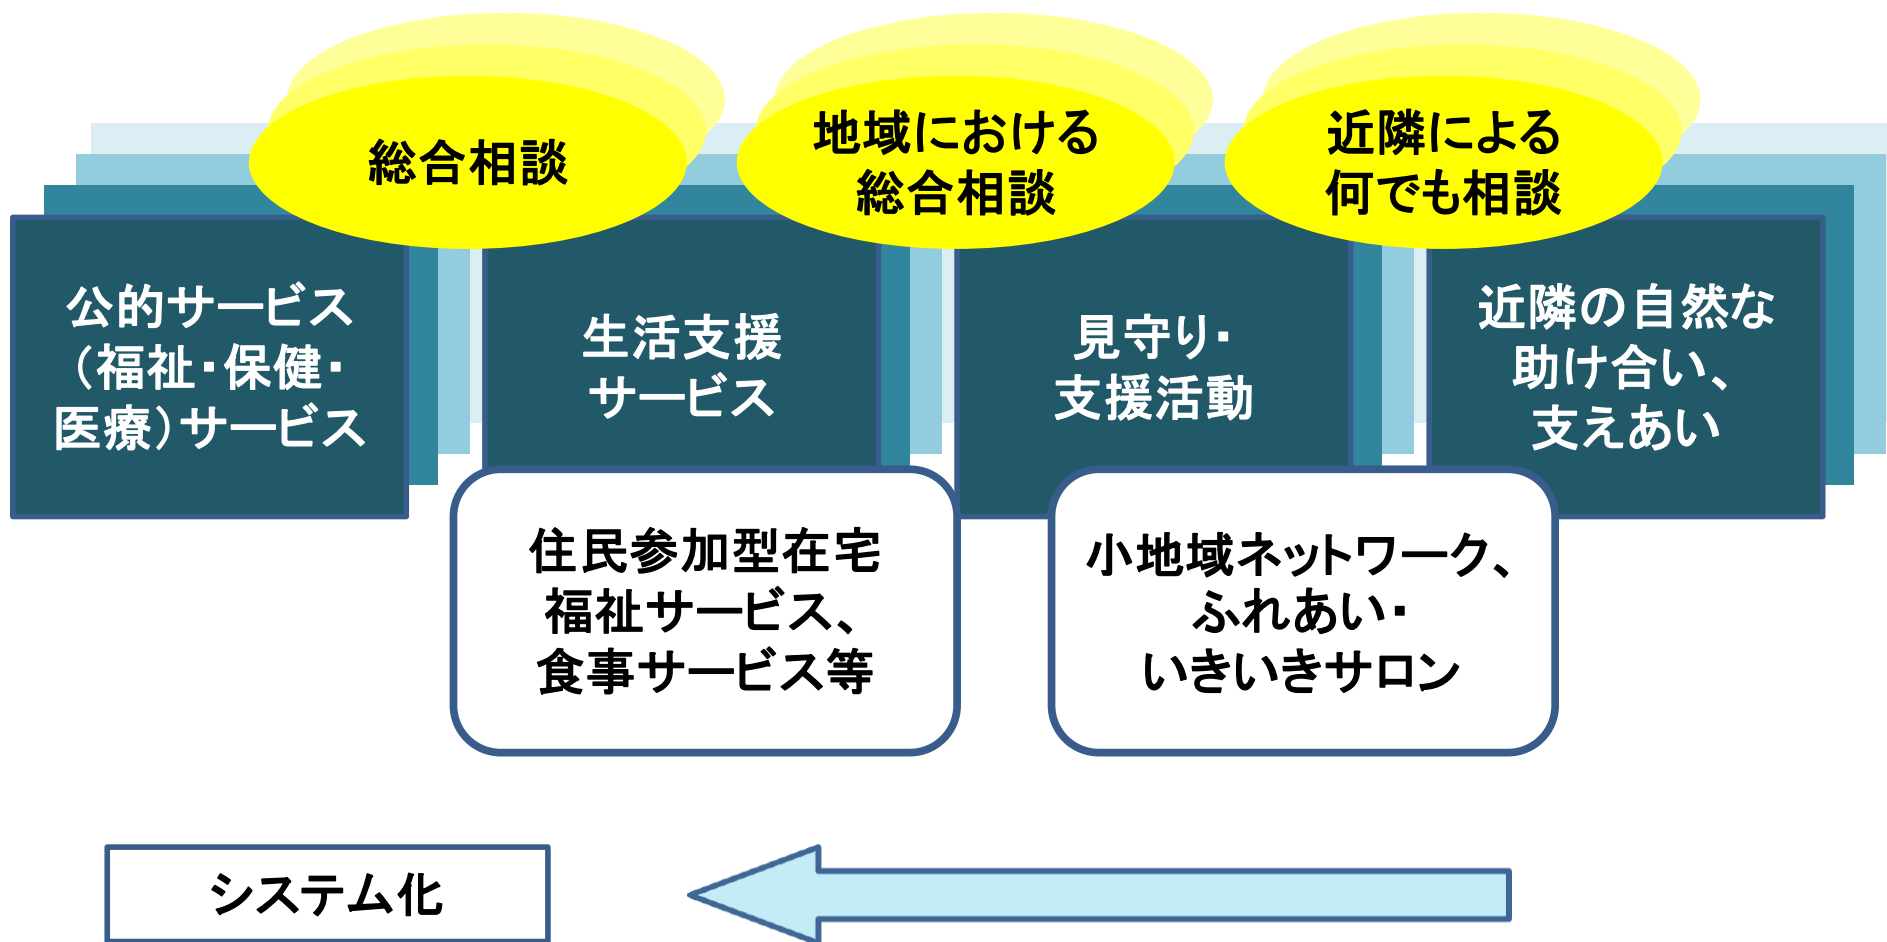 総合相談
地域における
総合相談
近隣による
何でも相談
公的サービス
（福祉・保健・
医療）サービス
生活支援
サービス
見守り・
支援活動
近隣の自然な
助け合い、
支えあい
住民参加型在宅
福祉サービス、
食事サービス等
小地域ネットワーク、
ふれあい・
いきいきサロン
システム化